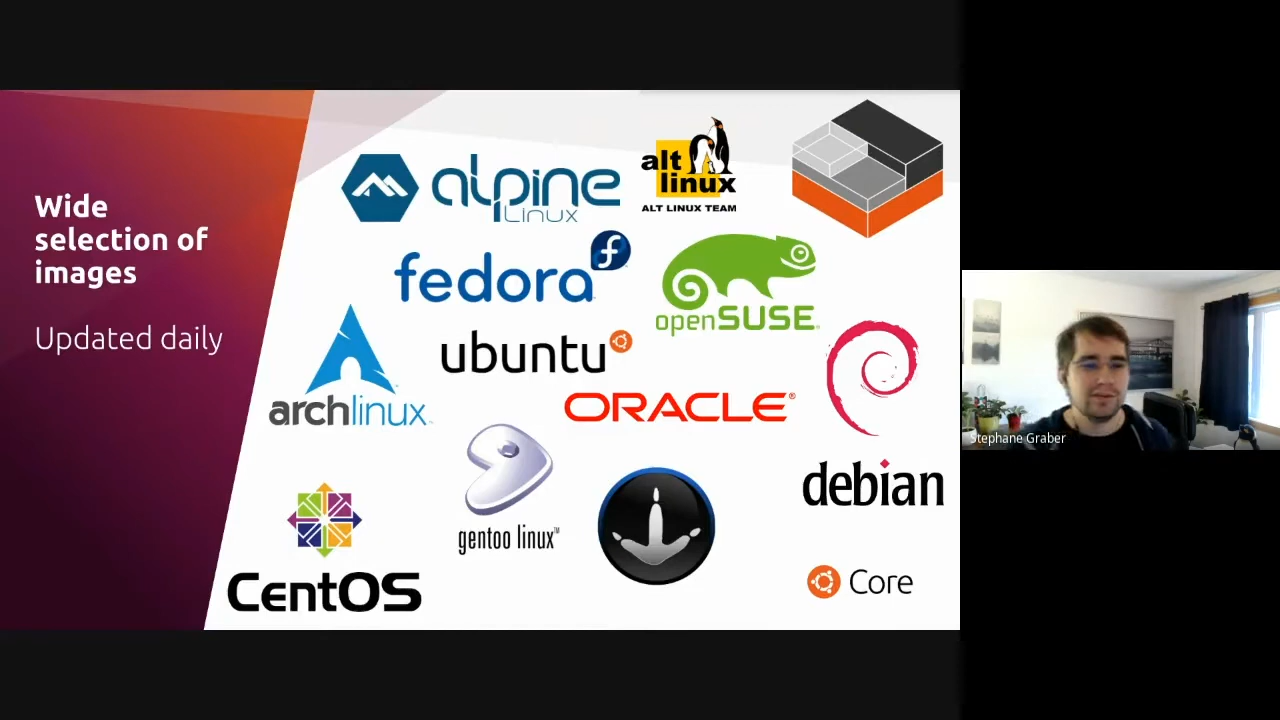 Wide
selection of
images
Updated daily
alpine
Linux
alt
linux
ALT LINUX TEAM
fedora
openSUSE
ubuntu
archlinux
ORACLE®
debian
gentoo linux™
CentOS
Core
Stephane Graber